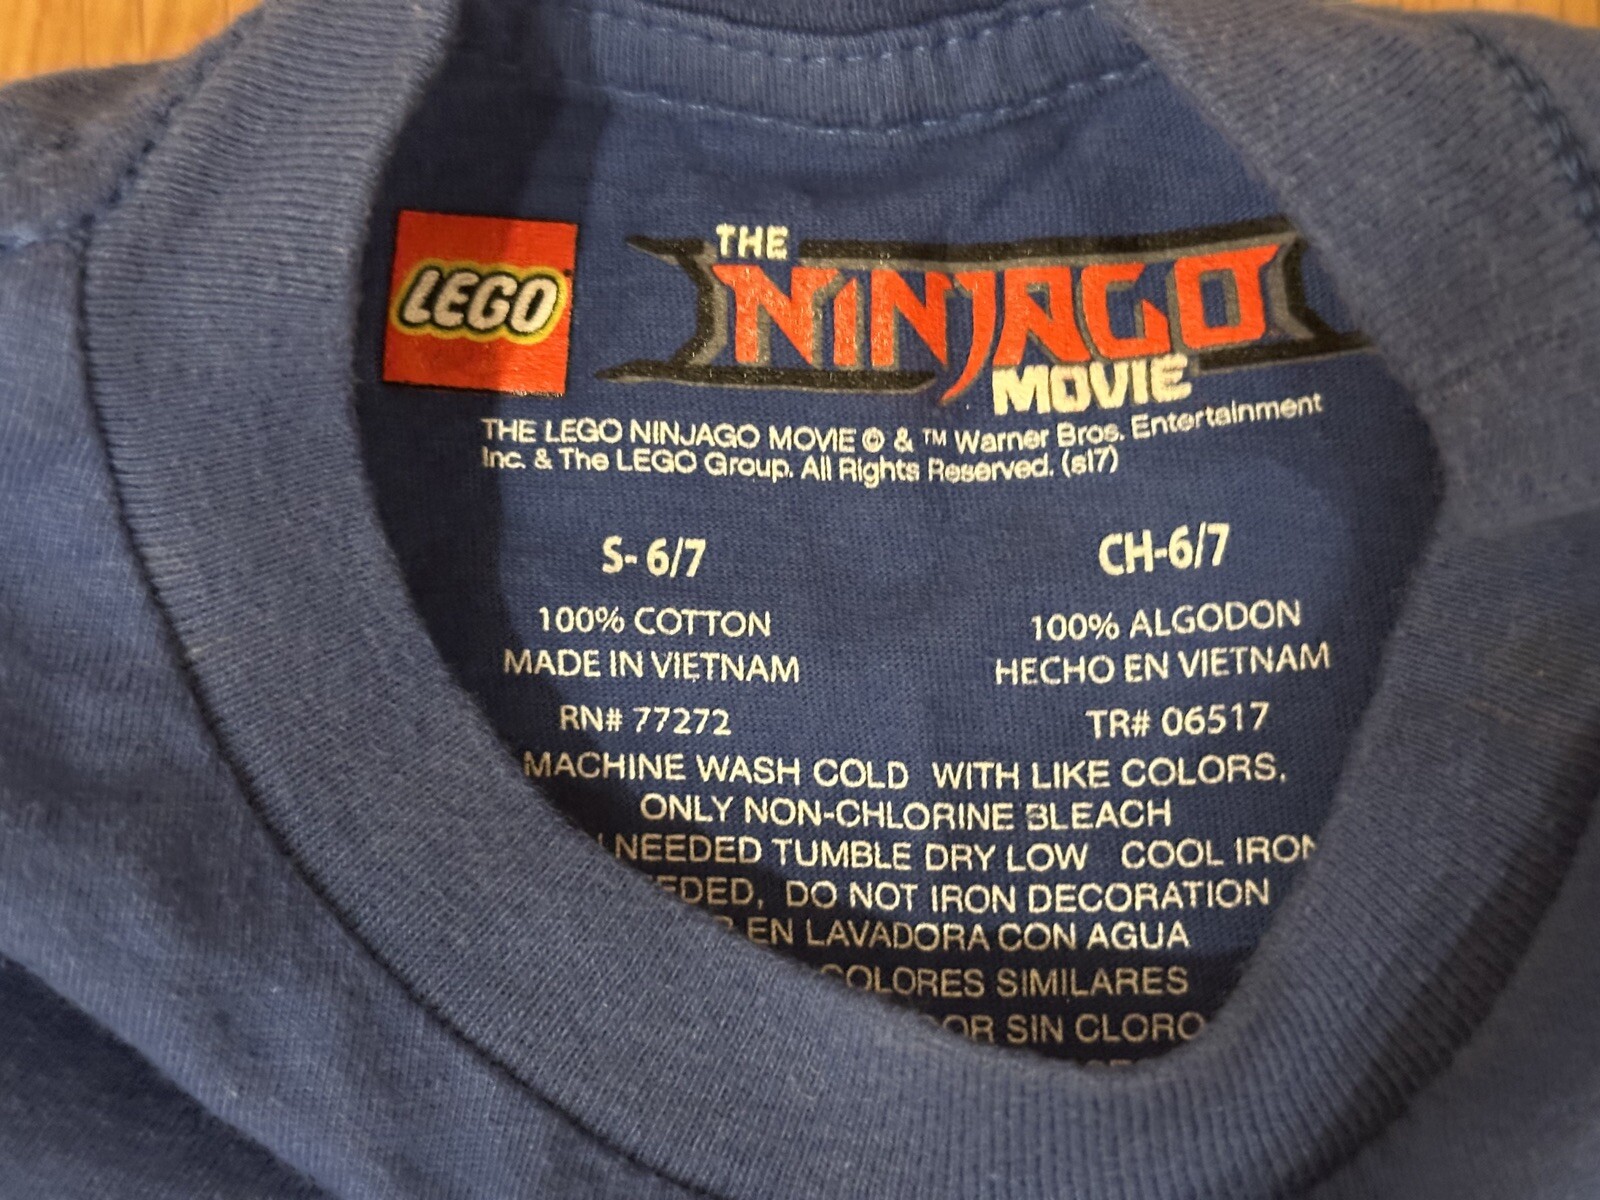 LEGO
THE
NINJAGO
MOVIE
THE LEGO NINJAGO MOVIE © & ™ Warner Bros. Entertainment
Inc. & The LEGO Group. All Rights Reserved. (s17)
S- 6/7 CH-6/7
100% COTTON 100% ALGODON
MADE IN VIETNAM HECHO EN VIETNAM
RN# 77272 TR# 06517
MACHINE WASH COLD WITH LIKE COLORS,
ONLY NON-CHLORINE BLEACH
NEEDED TUMBLE DRY LOW COOL IRON
DO NOT IRON DECORATION
EN LAVADORA CON AGUA
COLORES SIMILARES
SIN CLORO